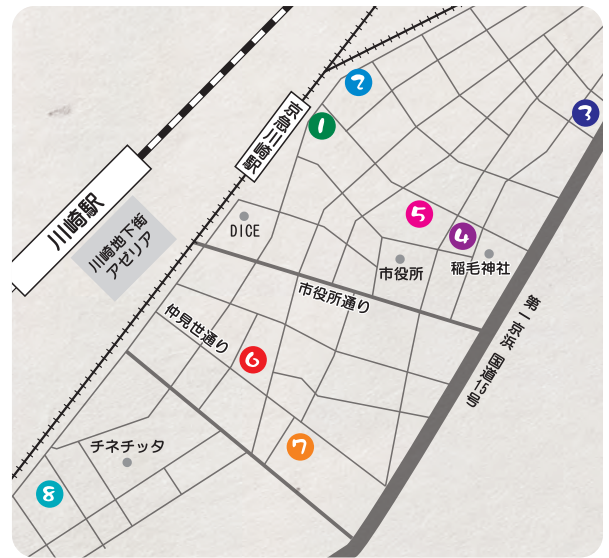 2
3
京急川崎駅
1
川崎駅
川崎地下街
アゼリア
DICE
5
4
市役所
稲毛神社
市役所通り
第一京浜 国道15号
仲見世通り
6
7
チネチッタ
8